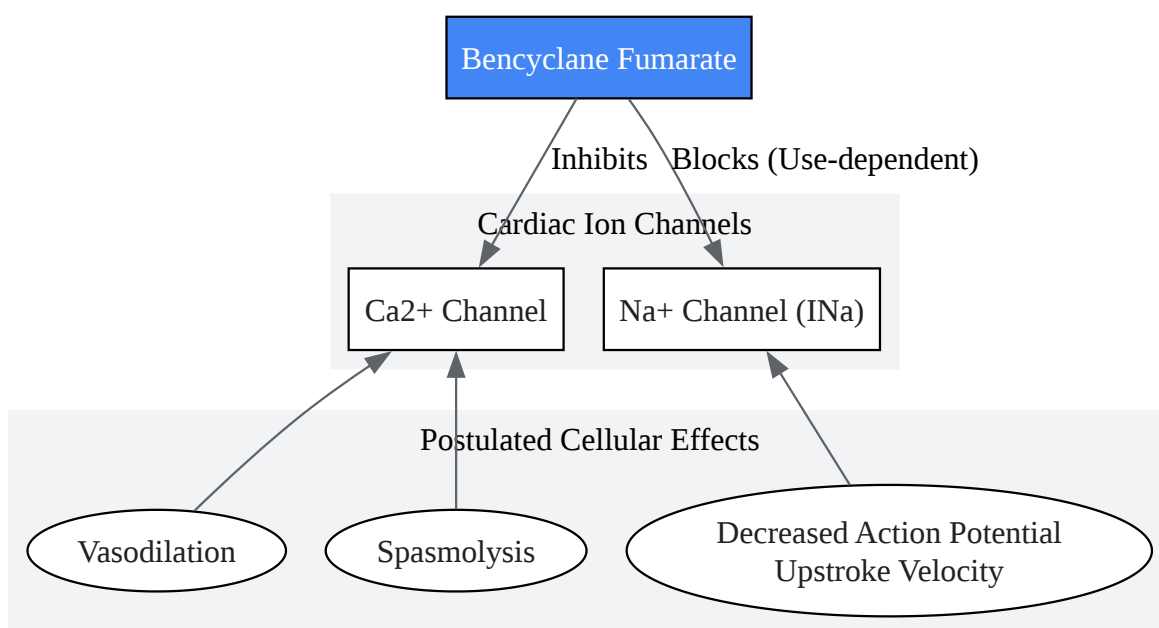 Bencyclane Fumarate
Inhibits
Blocks (Use-dependent)
Cardiac Ion Channels
Ca2+ Channel
Na+ Channel (INa)
Postulated Cellular Effects
Vasodilation
Spasmolysis
Decreased Action Potential
Upstroke Velocity